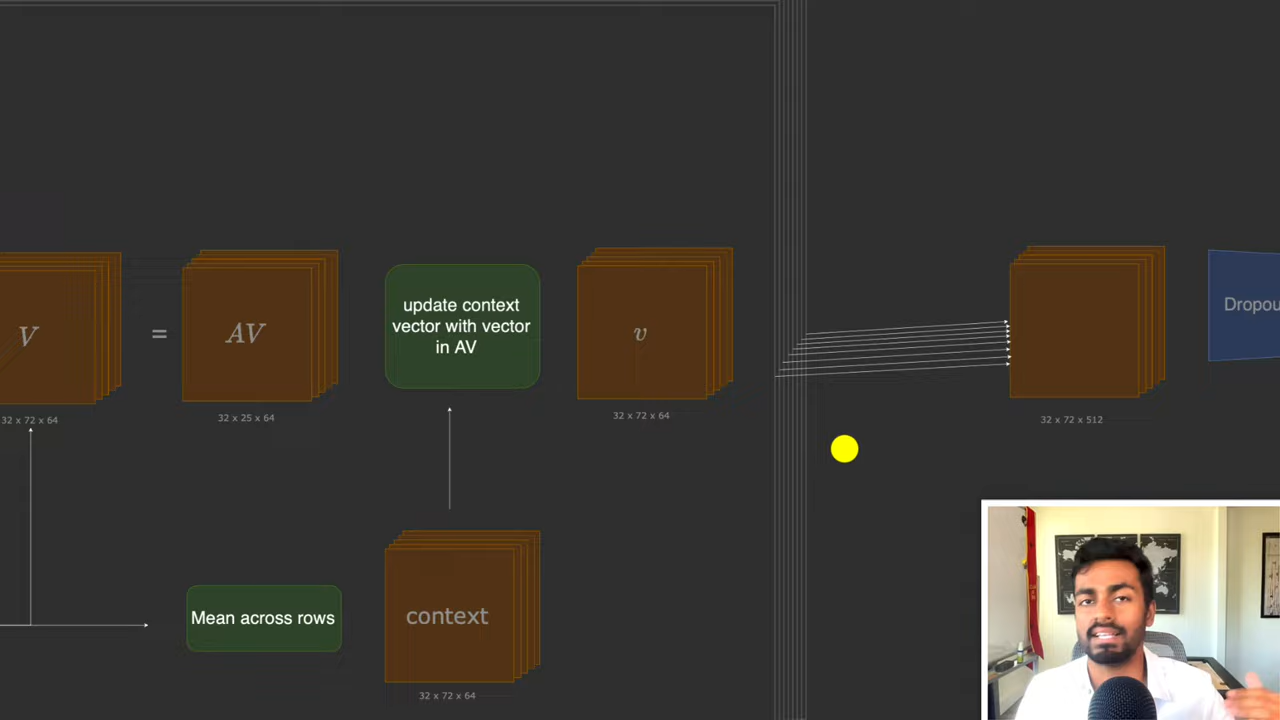 V
=
AV
update context
vector with vector
in AV
v
Dropou
32 x 72 x 64
32 x 25 x 64
32 x 72 x 64
32 x 72 x 512
Mean across rows
context
32 x 72 x 64